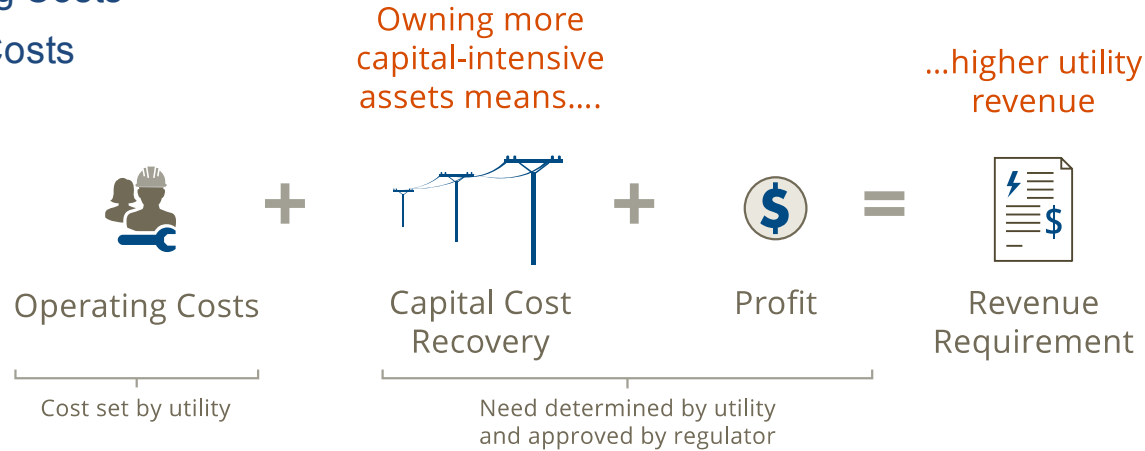 g Costs
Costs
Owning more
capital-intensive
assets means....
...higher utility
revenue
+
+
$
=
$
Operating Costs
Capital Cost
Recovery
Profit
Revenue
Requirement
Cost set by utility
Need determined by utility
and approved by regulator